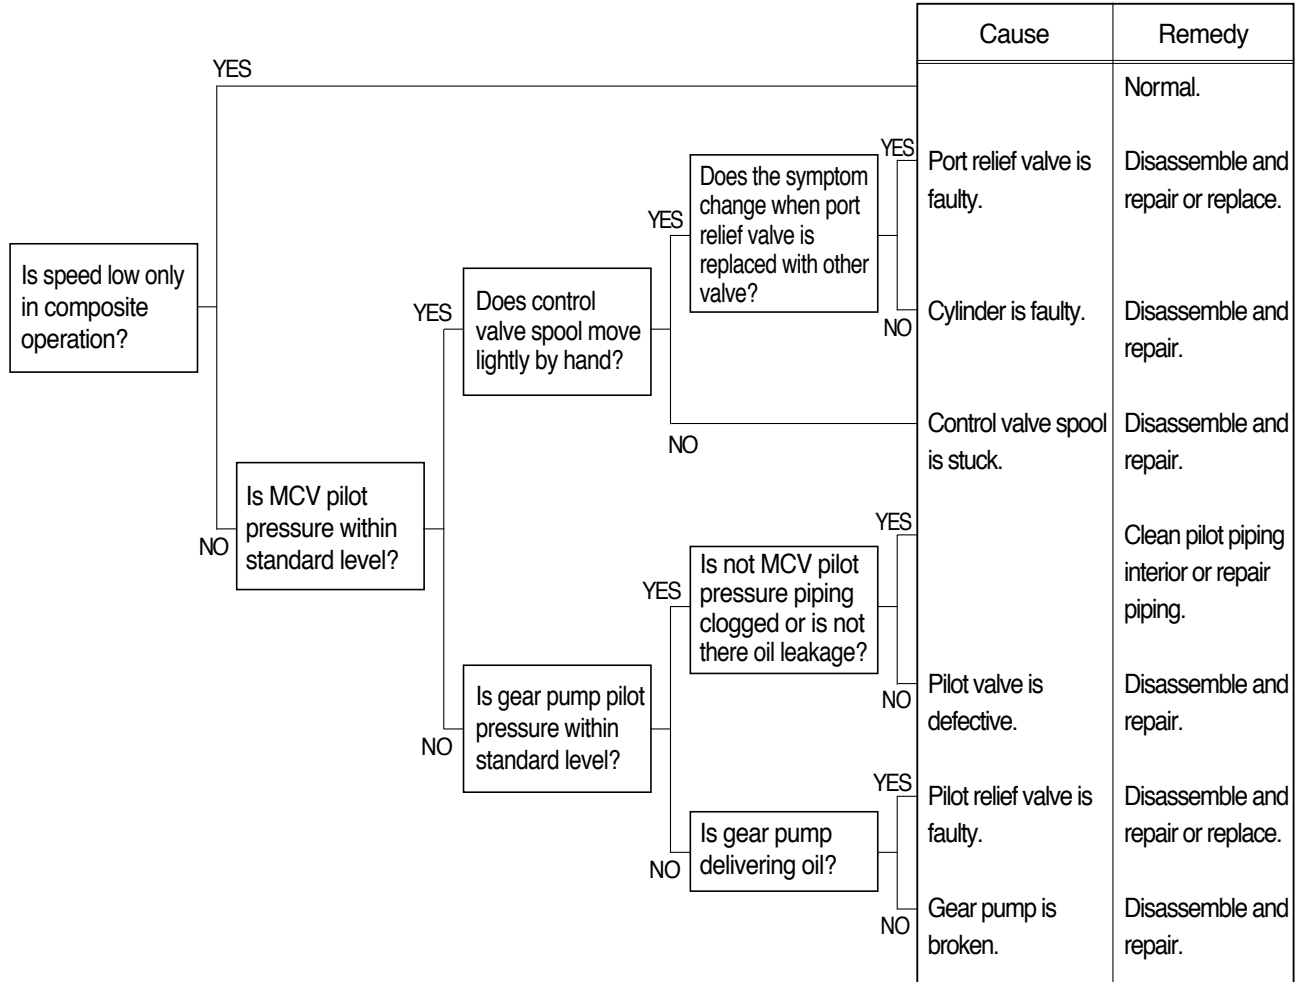 Cause
Remedy
YES
Normal.
Is speed low only
in composite
operation?
NO
Is MCV pilot
pressure within
standard level?
YES
Does control
valve spool move
lightly by hand?
YES
Does the symptom
change when port
relief valve is
replaced with other
valve?
YES
Port relief valve is
faulty.
Disassemble and
repair or replace.
NO
Cylinder is faulty.
Disassemble and
repair.
NO
Control valve spool
is stuck.
Disassemble and
repair.
NO
Is gear pump pilot
pressure within
standard level?
YES
Is not MCV pilot
pressure piping
clogged or is not
there oil leakage?
YES
Clean pilot piping
interior or repair
piping.
NO
Pilot valve is
defective.
Disassemble and
repair.
NO
Is gear pump
delivering oil?
YES
Pilot relief valve is
faulty.
Disassemble and
repair or replace.
NO
Gear pump is
broken.
Disassemble and
repair.